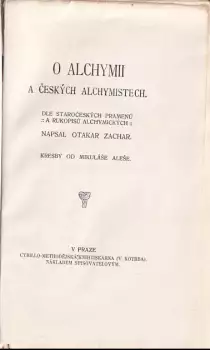 O ALCHYMII
A ČESKÝCH ALCHYMISTECH.
DLE STAROČESKÝCH PRAMENŮ
:: A RUKOPISŮ ALCHYMICKÝCH ::
NAPSAL OTAKAR ZACHAR.
KRESBY OD MIKULÁŠE ALŠE.
V PRAZE
CYRILLO-METHODĚJSKÁ KNIHTISKÁRNA (V. KOTRBA).
NÁKLADEM SPISOVATELOVÝM.